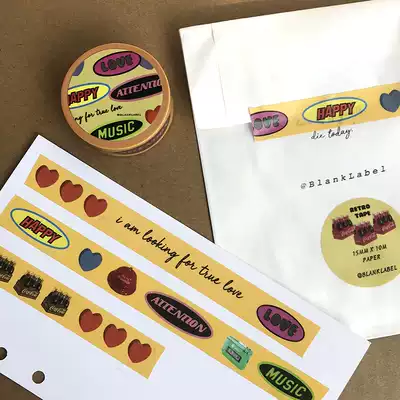 LOVE
HAPPY
ATTENTION
looking for true love
@BLANKLABEL
MUSIC
LOVE
HAPPY
die today.
@BlankLabel
RETRO
TAPE
15MM X 10M
PAPER
@BLANKLABEL
i am looking for true love
HAPPY
ATTENTION
LOVE
MUSIC